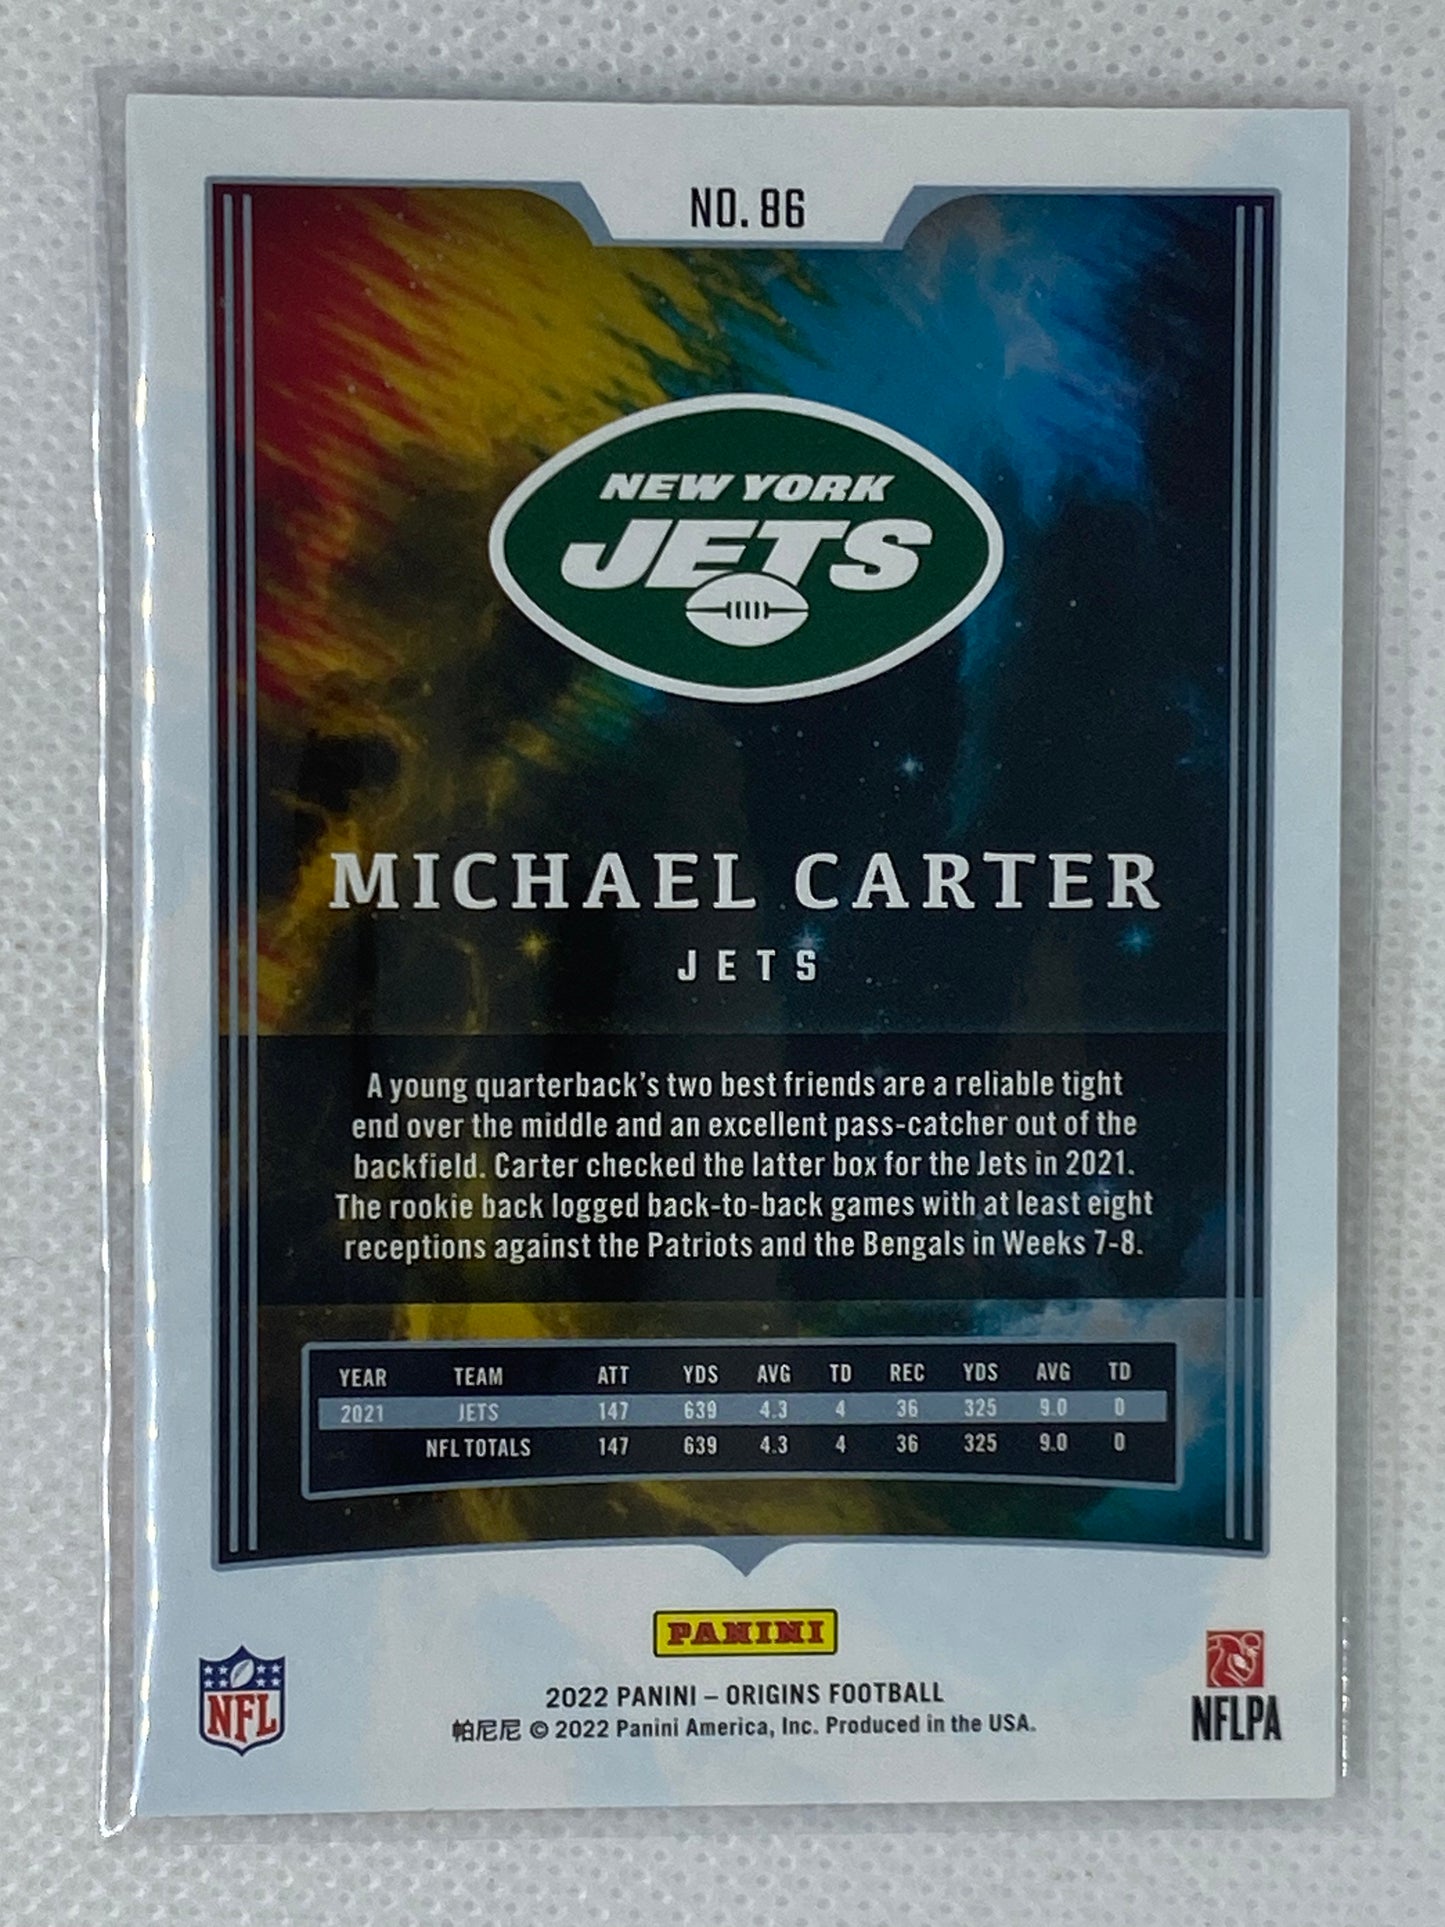 NO. 86
NEW YORK
JETS
MICHAEL CARTER
JETS
A young quarterback's two best friends are a reliable tight
end over the middle and an excellent pass-catcher out of the
backfield. Carter checked the latter box for the Jets in 2021.
The rookie back logged back-to-back games with at least eight
receptions against the Patriots and the Bengals in Weeks 7-8.
YEAR TEAM ATT YDS AVG TD REC YDS AVG TD
2021 JETS 147 639 4.3 4 36 325 9.0 0
NFL TOTALS 147 639 4.3 4 36 325 9.0 0
PANINI
2022 PANINI – ORIGINS FOOTBALL
帕尼尼 © 2022 Panini America, Inc. Produced in the USA.
NFL
NFLPA